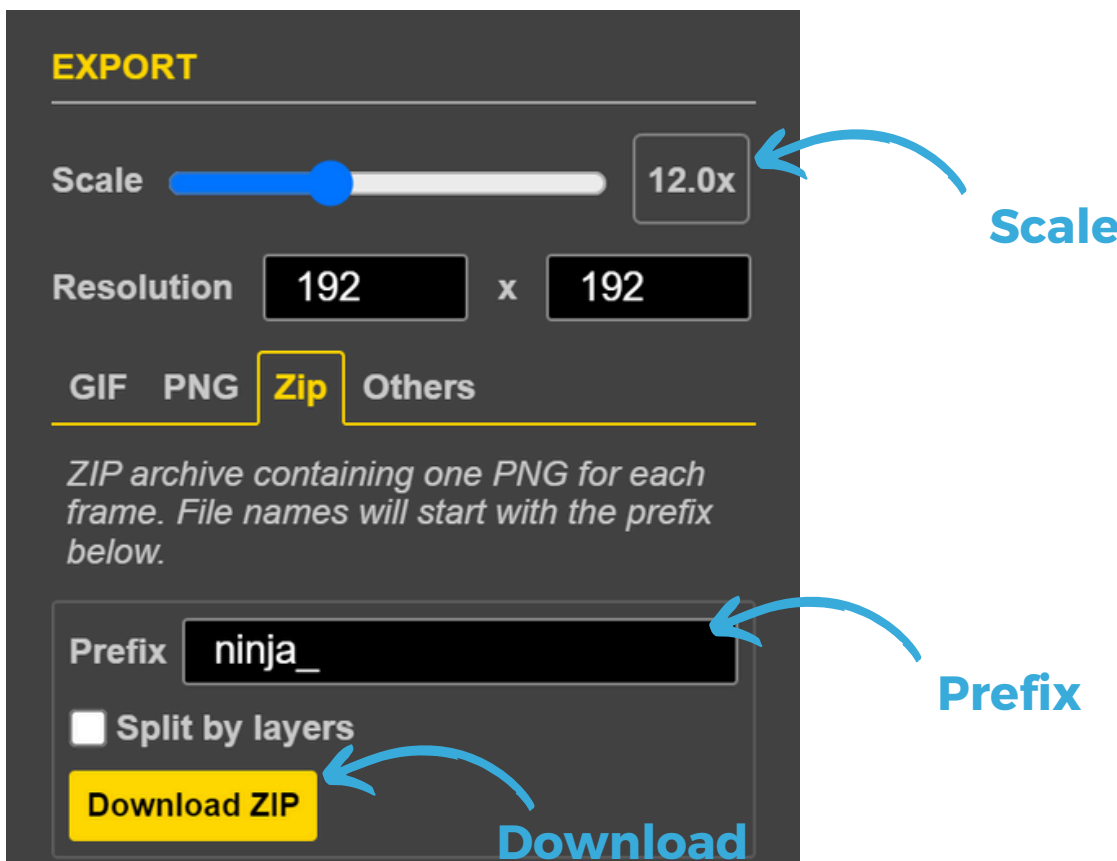 EXPORT
Scale 12.0x
Scale
Resolution 192 x 192
GIF PNG Zip Others
ZIP archive containing one PNG for each
frame. File names will start with the prefix
below.
Prefix ninja_
Prefix
Split by layers
Download ZIP
Download